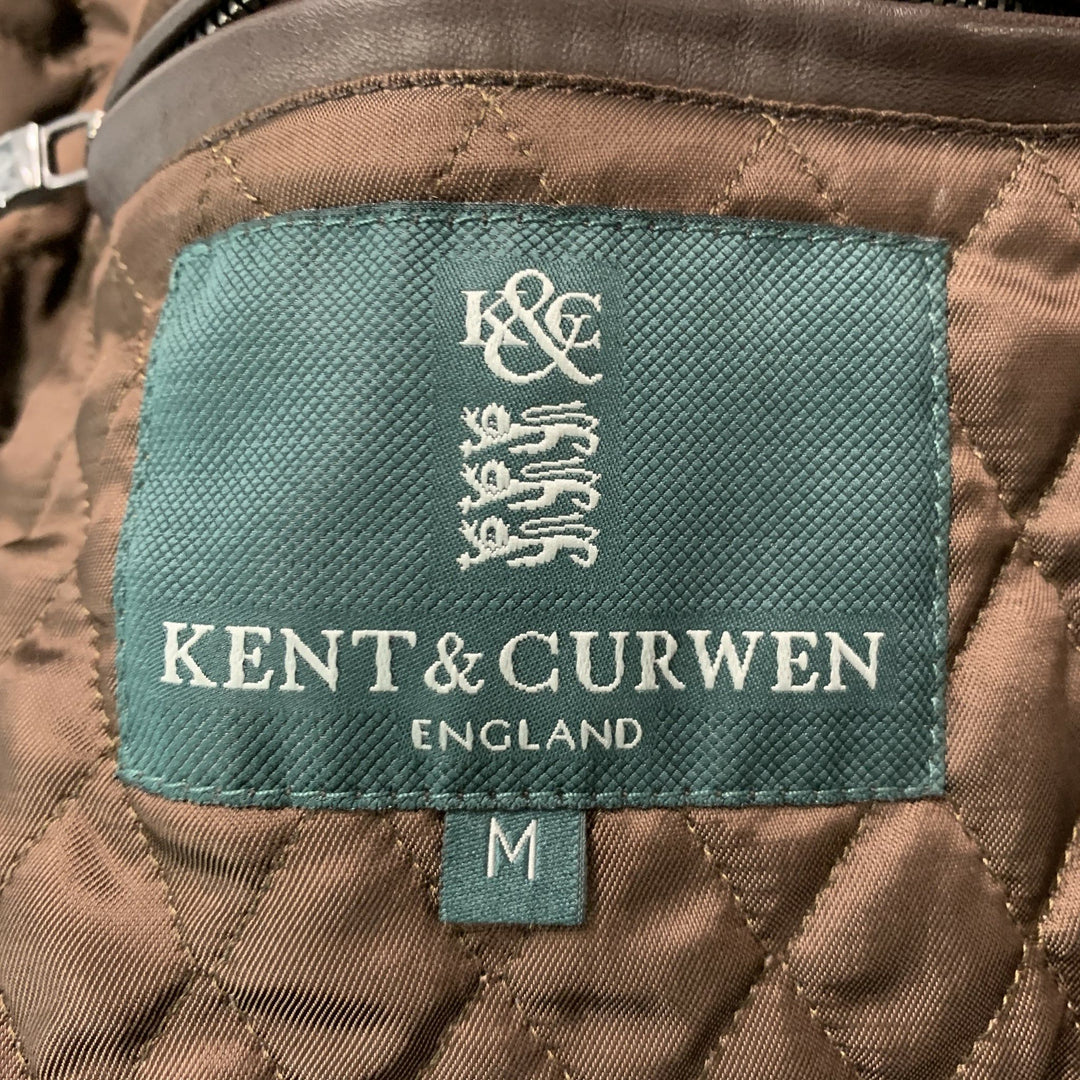 K&C
KENT & CURWEN
ENGLAND
M